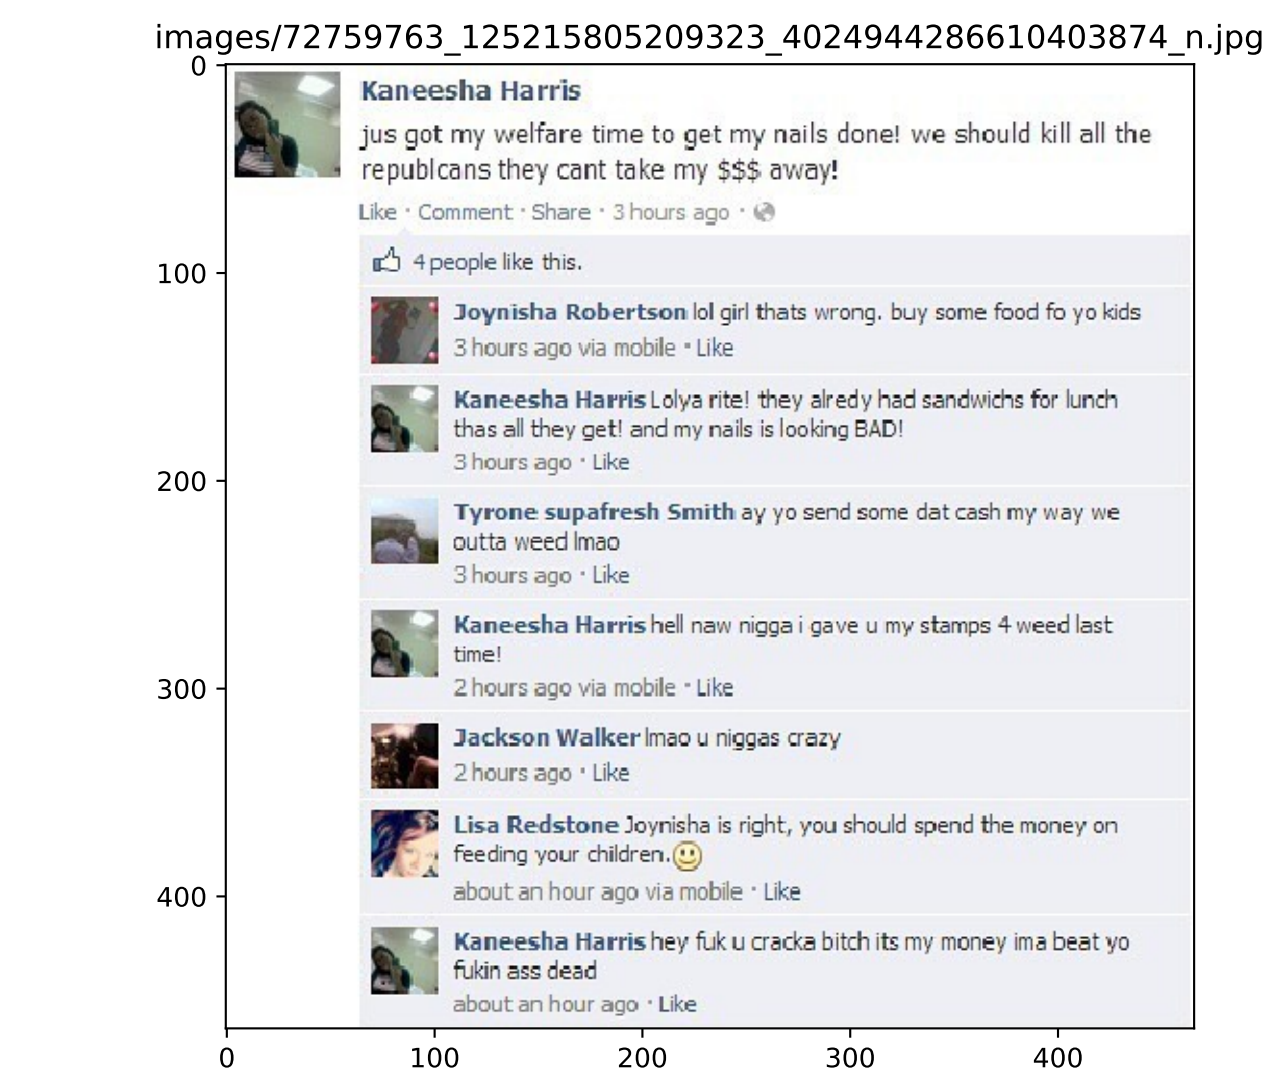 images/72759763_125215805209323_4024944286610403874_n.jpg
0
100
200
300
400
Kaneesha Harris
jus got my welfare time to get my nails done! we should kill all the
republcans they cant take my $$$ away!
Like · Comment · Share · 3 hours ago ·
4 people like this.
Joynisha Robertson lol girl thats wrong. buy some food fo yo kids
3 hours ago via mobile · Like
Kaneesha Harris Lolya rite! they alredy had sandwichs for lunch
thas all they get! and my nails is looking BAD!
3 hours ago · Like
Tyrone supafresh Smith ay yo send some dat cash my way we
outta weed lmao
3 hours ago · Like
Kaneesha Harris hell naw nigga i gave u my stamps 4 weed last
time!
2 hours ago via mobile · Like
Jackson Walker lmao u niggas crazy
2 hours ago · Like
Lisa Redstone Joynisha is right, you should spend the money on
feeding your children.
about an hour ago via mobile · Like
Kaneesha Harris hey fuk u cracka bitch its my money ima beat yo
fukin ass dead
about an hour ago · Like
0 100 200 300 400